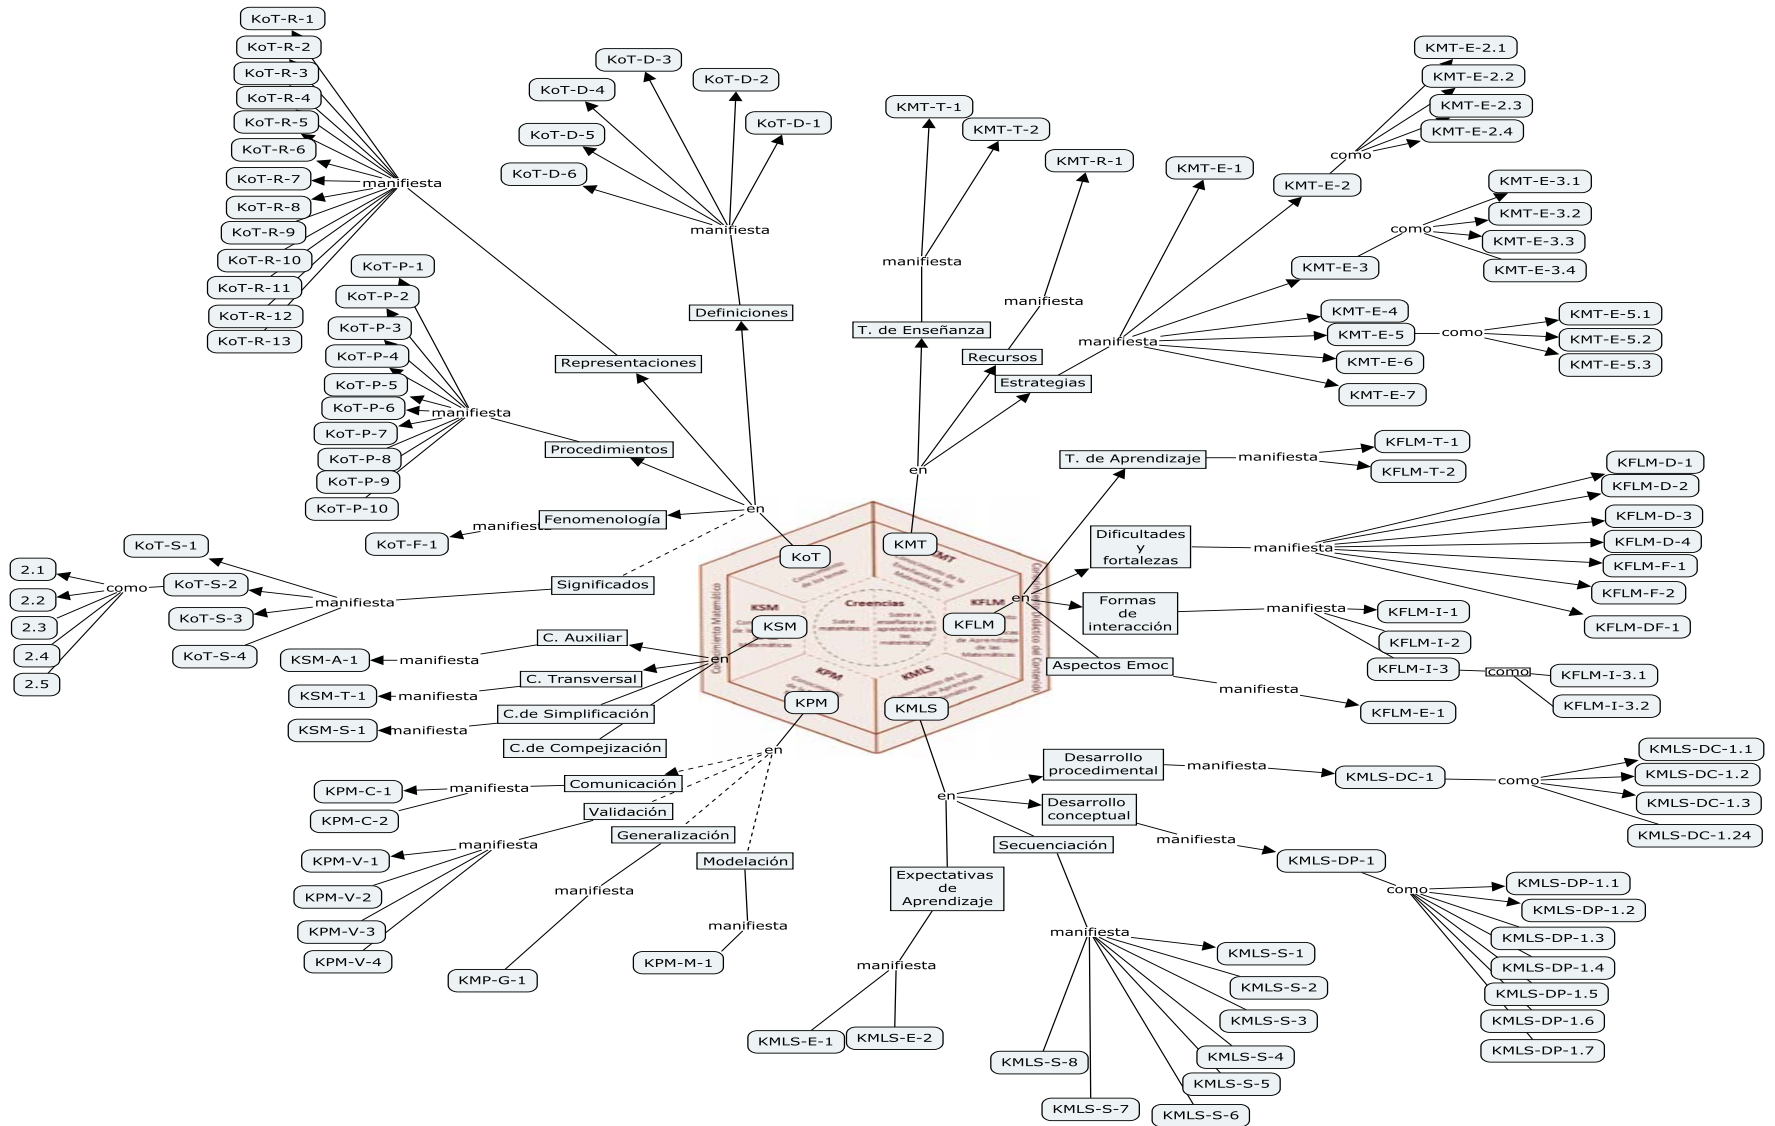 KoT-R-1
KoT-R-2
KoT-R-3
KoT-R-4
KoT-R-5
KoT-R-6
KoT-R-7
KoT-R-8
KoT-R-9
KoT-R-10
KoT-R-11
KoT-R-12
KoT-R-13
manifiesta
Representaciones
KoT-D-3
KoT-D-2
KoT-D-4
KoT-D-1
KoT-D-5
KoT-D-6
manifiesta
Definiciones
KoT-P-1
KoT-P-2
KoT-P-3
KoT-P-4
KoT-P-5
KoT-P-6
KoT-P-7
KoT-P-8
KoT-P-9
KoT-P-10
manifiesta
Procedimientos
Fenomenología
manifiesta
KoT-F-1
en
KoT
Significados
manifiesta
KoT-S-1
KoT-S-2
KoT-S-3
KoT-S-4
como
2.1
2.2
2.3
2.4
2.5
KMT-T-1
KMT-T-2
manifiesta
T. de Enseñanza
KMT-R-1
manifiesta
Recursos
Estrategias
manifiesta
KMT-E-1
KMT-E-2
como
KMT-E-2.1
KMT-E-2.2
KMT-E-2.3
KMT-E-2.4
KMT-E-3
como
KMT-E-3.1
KMT-E-3.2
KMT-E-3.3
KMT-E-3.4
KMT-E-4
KMT-E-5
como
KMT-E-5.1
KMT-E-5.2
KMT-E-5.3
KMT-E-6
KMT-E-7
en
KMT
T. de Aprendizaje
manifiesta
KFLM-T-1
KFLM-T-2
Dificultades
y
fortalezas
manifiesta
KFLM-D-1
KFLM-D-2
KFLM-D-3
KFLM-D-4
KFLM-F-1
KFLM-F-2
KFLM-DF-1
Formas
de
interacción
manifiesta
KFLM-I-1
KFLM-I-2
KFLM-I-3
como
KFLM-I-3.1
KFLM-I-3.2
Aspectos Emoc
manifiesta
KFLM-E-1
en
KFLM
KFLM
Creencias
Sobre
matemáticas
KSM
KSM
en
C. Auxiliar
manifiesta
KSM-A-1
C. Transversal
manifiesta
KSM-T-1
C.de Simplificación
manifiesta
KSM-S-1
C.de Compejización
KPM
KPM
en
Comunicación
manifiesta
KPM-C-1
KPM-C-2
Validación
manifiesta
KPM-V-1
KPM-V-2
KPM-V-3
KPM-V-4
Generalización
manifiesta
KMP-G-1
Modelación
manifiesta
KPM-M-1
KMLS
KMLS
en
Desarrollo
procedimental
manifiesta
KMLS-DC-1
como
KMLS-DC-1.1
KMLS-DC-1.2
KMLS-DC-1.3
KMLS-DC-1.24
Desarrollo
conceptual
manifiesta
KMLS-DP-1
como
KMLS-DP-1.1
KMLS-DP-1.2
KMLS-DP-1.3
KMLS-DP-1.4
KMLS-DP-1.5
KMLS-DP-1.6
KMLS-DP-1.7
Secuenciación
manifiesta
KMLS-S-1
KMLS-S-2
KMLS-S-3
KMLS-S-4
KMLS-S-5
KMLS-S-6
KMLS-S-7
KMLS-S-8
Expectativas
de
Aprendizaje
manifiesta
KMLS-E-1
KMLS-E-2